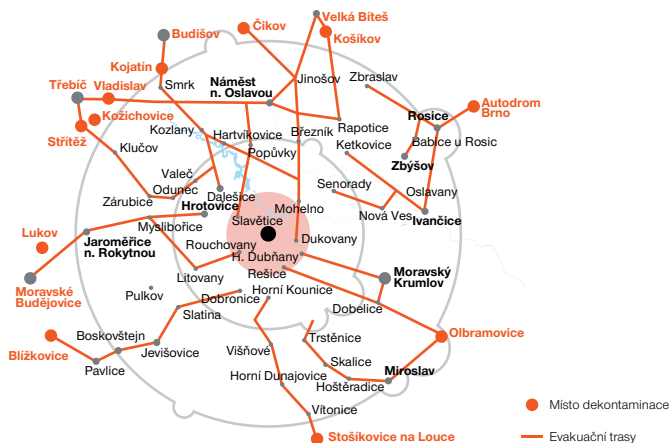 Velká Bíteš
Budišov
Čikov
Košíkov
Kojatín
Jinošov
Zbraslav
Třebíč
Vladislav
Smrk
Náměst
n. Oslavou
Autodrom
Brno
Kožichovice
Rosice
Střítěž
Kozlany
Hartvíkovice
Březník
Rapotice
Babice u Rosic
Klučov
Popůvky
Ketkovice
Zbýšov
Valeč
Odunec
Dalešice
Senorady
Oslavany
Zárubice
Hrotovice
Mohelno
Nová Ves
Ivančice
Myslibořice
Slavětice
Lukov
Jaroměřice
n. Rokytnou
Rouchovany
Dukovany
H. Dubňany
Moravské
Budějovice
Litovany
Rešice
Moravský
Krumlov
Pulkov
Dobronice
Horní Kounice
Slatina
Dobelice
Boskovštejn
Trstěnice
Olbramovice
Blížkovice
Jevišovice
Višňové
Skalice
Pavlice
Horní Dunajovice
Hoštěradice
Miroslav
Vítonice
Místo dekontaminace
Stošíkovice na Louce
Evakuační trasy